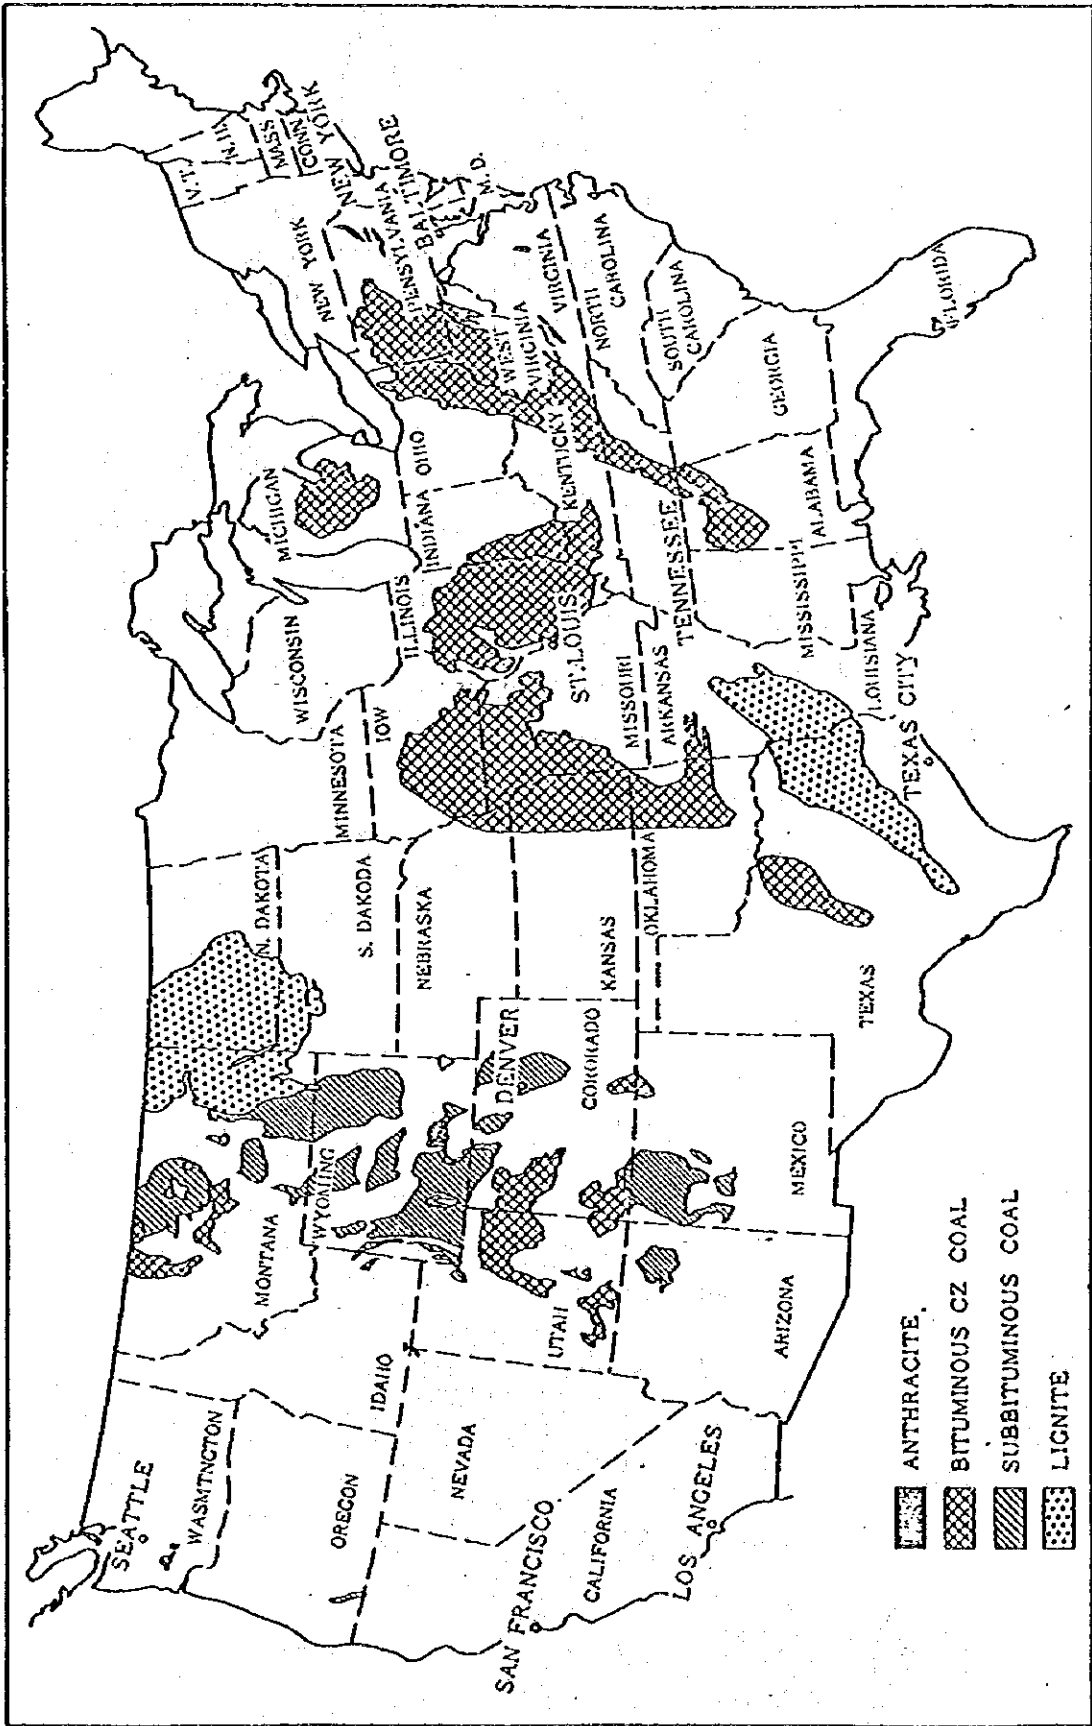 SEATTLE
WASMTNCTON
OREGON
IDAHO
MONTANA
WYOMING
N. DAKOTA
S. DAKODA
NEBRASKA
MINNESOTA
IOW
WISCONSIN
MICHIGAN
ILLINOIS
INDIANA
OHIO
NEW YORK
V.T.
N.H.
MASS
CONN
NEW YORK
PENSYLVANIA
BALTIMORE
M.D.
WEST
VIRGINIA
VIRGINIA
KENTUCKY
NORTH
CAROLINA
SOUTH
CAROLINA
TENNESSEE
GEORGIA
ALABAMA
MISSISSIPPI
FLORIDA
LOUISIANA
ARKANSAS
MISSOURI
ST.LOUIS
KANSAS
OKLAHOMA
TEXAS
TEXAS CITY
DENVER
CORORADO
MEXICO
UTAH
ARIZONA
NEVADA
SAN FRANCISCO
CALIFORNIA
LOS ANGELES
ANTHRACITE
BITUMINOUS CZ COAL
SUBBITUMINOUS COAL
LIGNITE